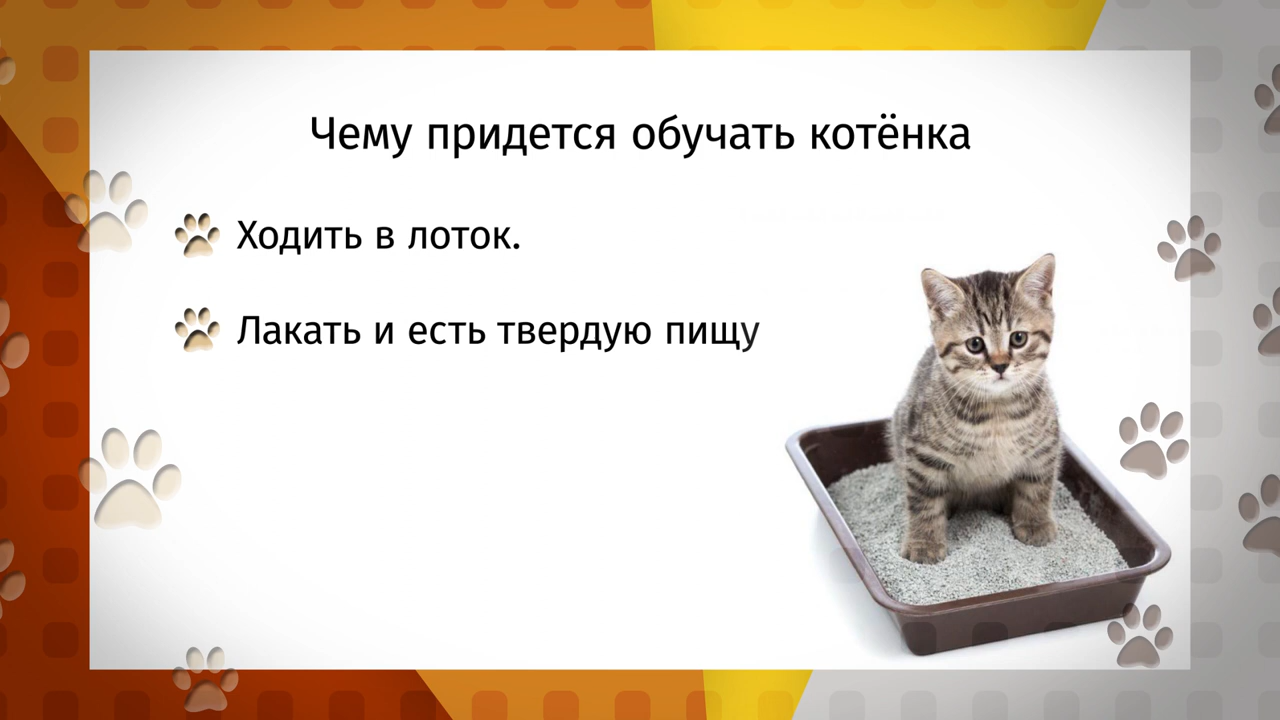 Чему придется обучать котёнка
Ходить в лоток.
Лакать и есть твердую пищу